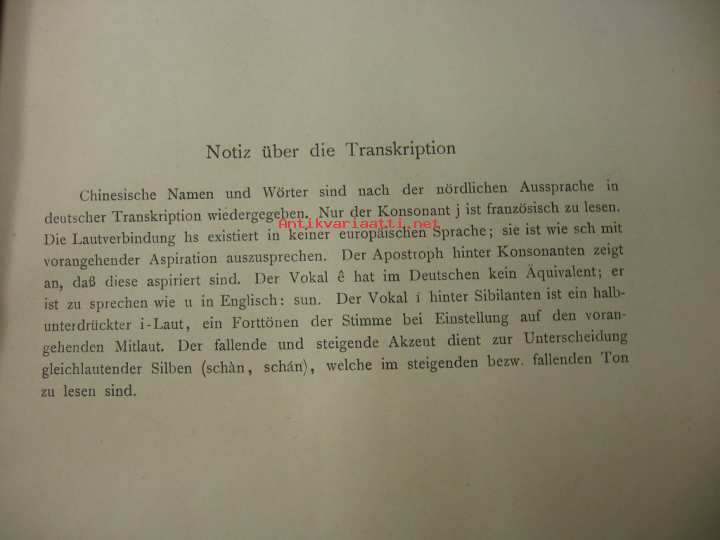 Notiz über die Transkription
Chinesische Namen und Wörter sind nach der nördlichen Aussprache in
deutscher Transkription wiedergegeben. Nur der Konsonant j ist französisch zu lesen.
Antikvariaatti.net
Die Lautverbindung hs existiert in keiner europäischen Sprache; sie ist wie sch mit
vorangehender Aspiration auszusprechen. Der Apostroph hinter Konsonanten zeigt
an, daß diese aspiriert sind. Der Vokal ê hat im Deutschen kein Äquivalent; er
ist zu sprechen wie u in Englisch: sun. Der Vokal ï hinter Sibilanten ist ein halb-
unterdrückter i-Laut, ein Forttönen der Stimme bei Einstellung auf den voran-
gehenden Mitlaut. Der fallende und steigende Akzent dient zur Unterscheidung
gleichlautender Silben (schàn, schán), welche im steigenden bezw. fallenden Ton
zu lesen sind.